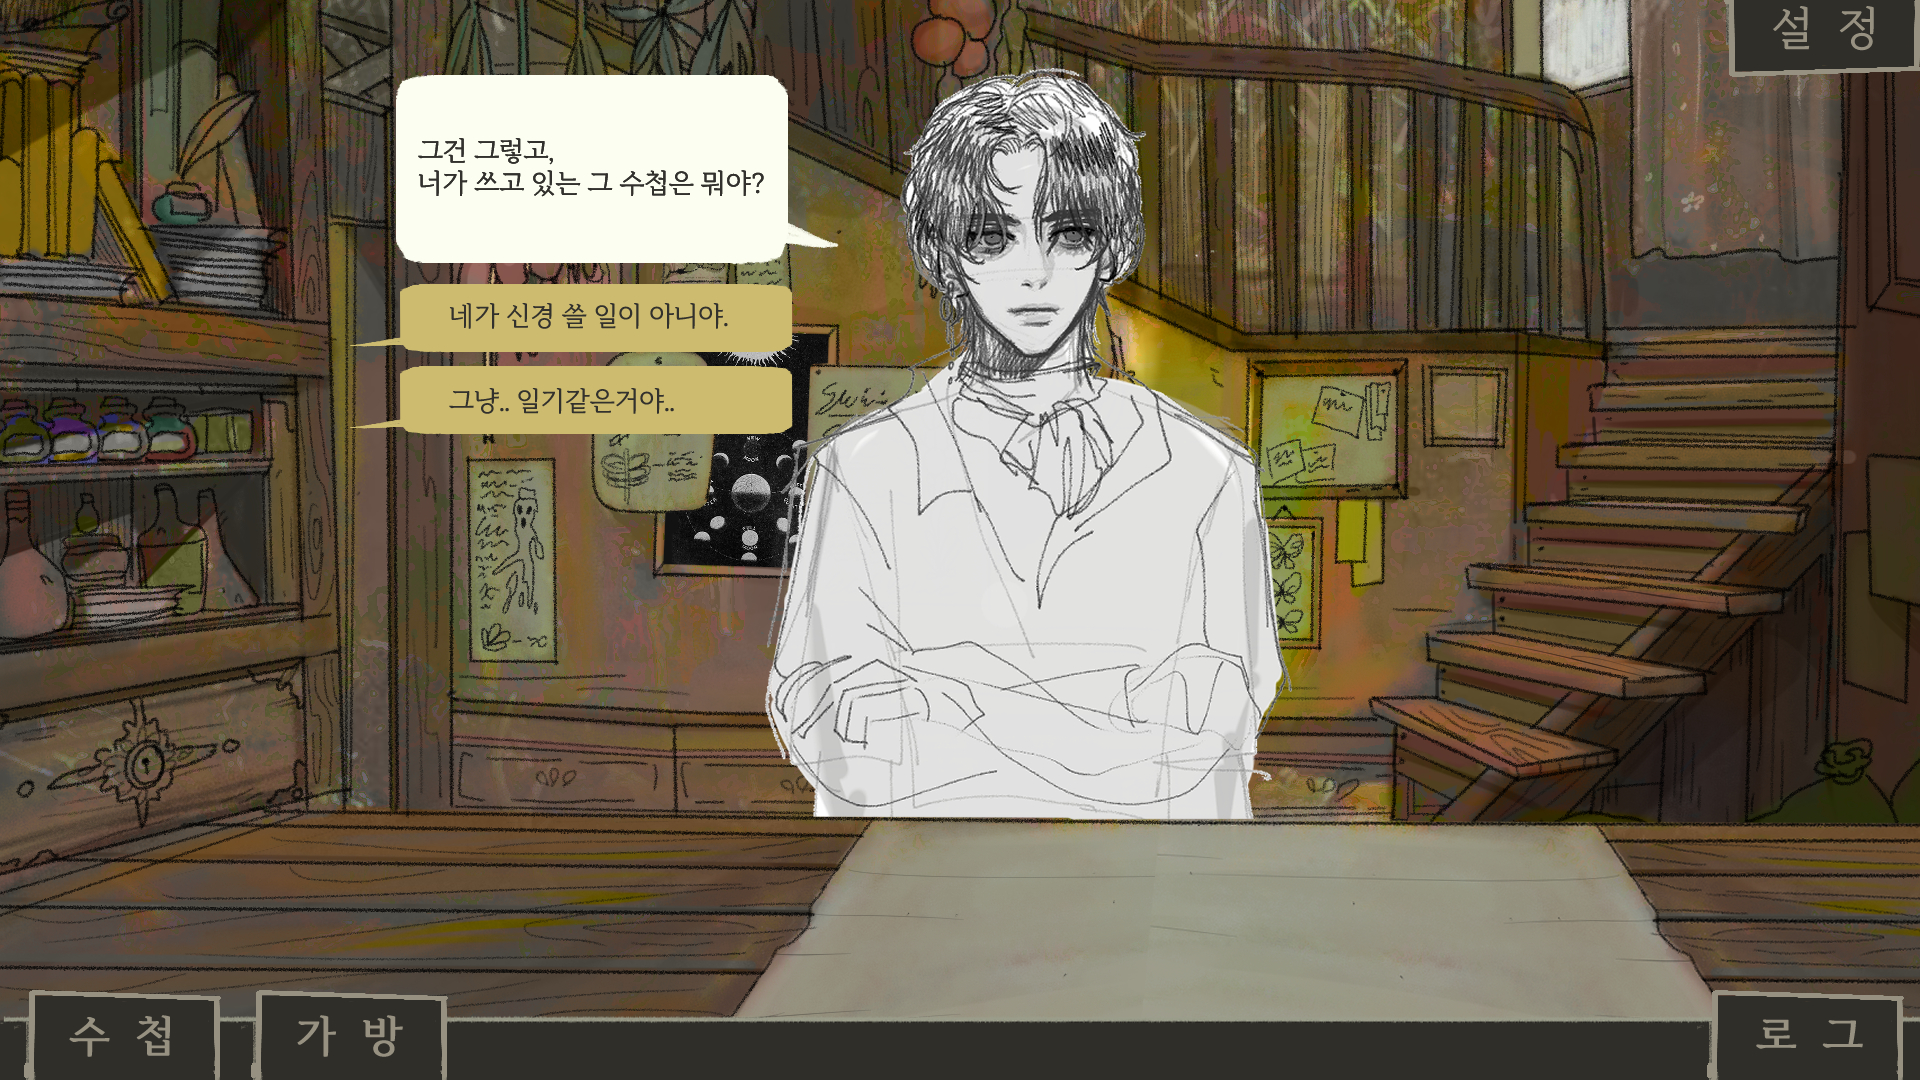 설 정
그건 그렇고,
너가 쓰고 있는 그 수첩은 뭐야?
네가 신경 쓸 일이 아니야.
그냥.. 일기같은거야..
수 첩
가 방
로 그